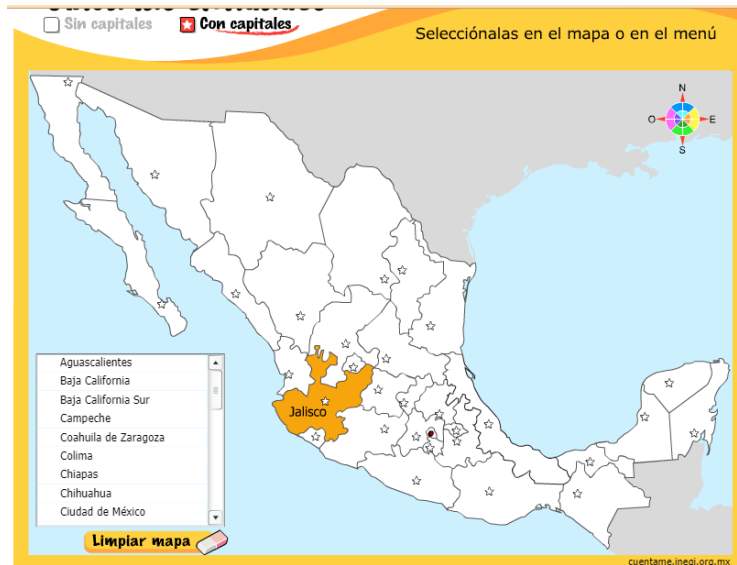 Sin capitales
Con capitales
Selecciónalas en el mapa o en el menú
N
O
E
S
Jalisco
Aguascalientes
Baja California
Baja California Sur
Campeche
Coahuila de Zaragoza
Colima
Chiapas
Chihuahua
Ciudad de México
Limpiar mapa
cuentame.inegi.org.mx